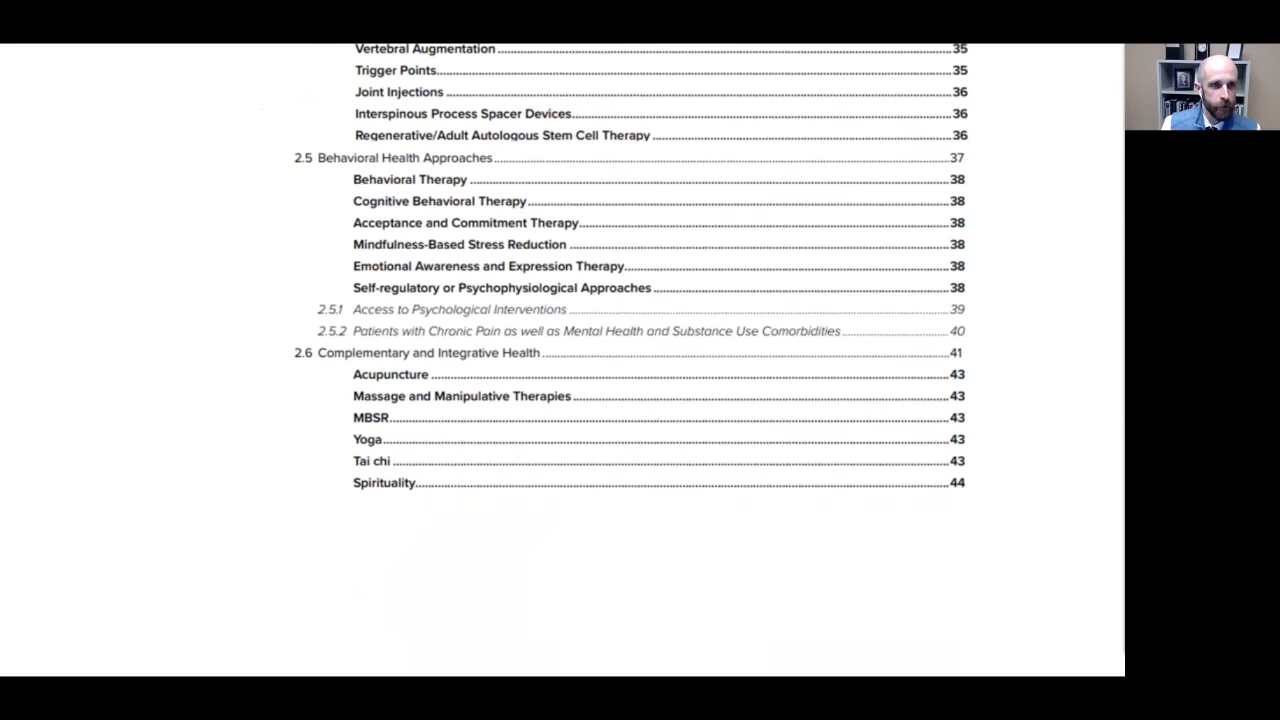 Vertebral Augmentation 35
Trigger Points 35
Joint Injections 36
Interspinous Process Spacer Devices 36
Regenerative/Adult Autologous Stem Cell Therapy 36
2.5 Behavioral Health Approaches 37
Behavioral Therapy 38
Cognitive Behavioral Therapy 38
Acceptance and Commitment Therapy 38
Mindfulness-Based Stress Reduction 38
Emotional Awareness and Expression Therapy 38
Self-regulatory or Psychophysiological Approaches 38
2.5.1 Access to Psychological Interventions 39
2.5.2 Patients with Chronic Pain as well as Mental Health and Substance Use Comorbidities 40
2.6 Complementary and Integrative Health 41
Acupuncture 43
Massage and Manipulative Therapies 43
MBSR 43
Yoga 43
Tai chi 43
Spirituality 44